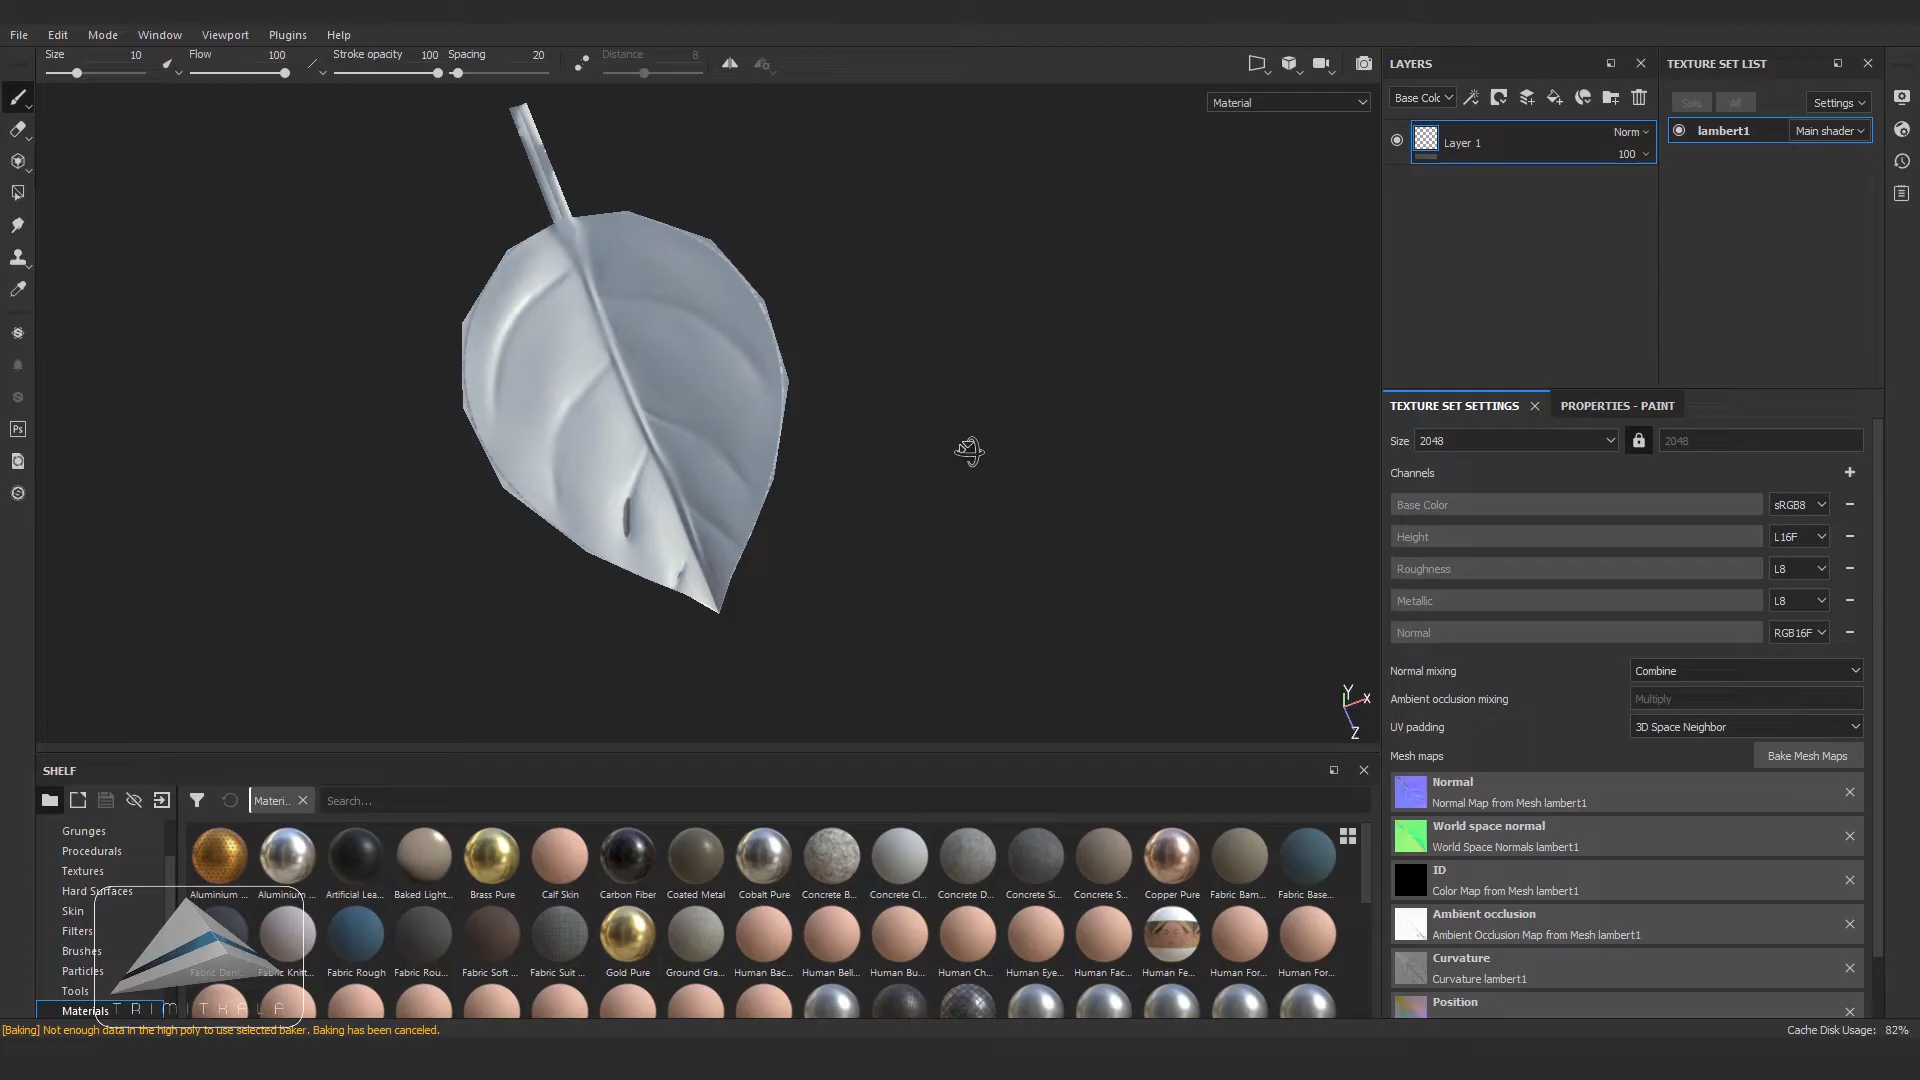 File Edit Mode Window Viewport Plugins Help
Size 10 Flow 100 Stroke opacity 100 Spacing 20 Distance 8
Material
LAYERS
Base Colc
Layer 1 Norm
100
TEXTURE SET LIST
Solo All Settings
lambert1 Main shader
TEXTURE SET SETTINGS PROPERTIES - PAINT
Size 2048 2048
Channels
Base Color sRGB8
Height L16F
Roughness L8
Metallic L8
Normal RGB16F
Normal mixing Combine
Ambient occlusion mixing Multiply
UV padding 3D Space Neighbor
Mesh maps Bake Mesh Maps
Normal
Normal Map from Mesh lambert1
World space normal
World Space Normals lambert1
ID
Color Map from Mesh lambert1
Ambient occlusion
Ambient Occlusion Map from Mesh lambert1
Curvature
Curvature lambert1
Position
Y X
Z
Ps
SHELF
Materi... Search...
Grunges
Procedurals
Textures
Hard Surfaces
Skin
Filters
Brushes
Particles
Tools
Materials
Aluminium ... Aluminium ... Artificial Lea... Baked Light... Brass Pure Calf Skin Carbon Fiber Coated Metal Cobalt Pure Concrete B... Concrete Cl... Concrete D... Concrete Si... Concrete S... Copper Pure Fabric Bam... Fabric Base...
Fabric Deni... Fabric Knitt... Fabric Rough Fabric Rou... Fabric Soft ... Fabric Suit ... Gold Pure Ground Gra... Human Bac... Human Bell... Human Bu... Human Ch... Human Eye... Human Fac... Human Fe... Human For... Human For...
TRIMITKALA
[Baking] Not enough data in the high poly to use selected baker. Baking has been canceled.
Cache Disk Usage: 82%